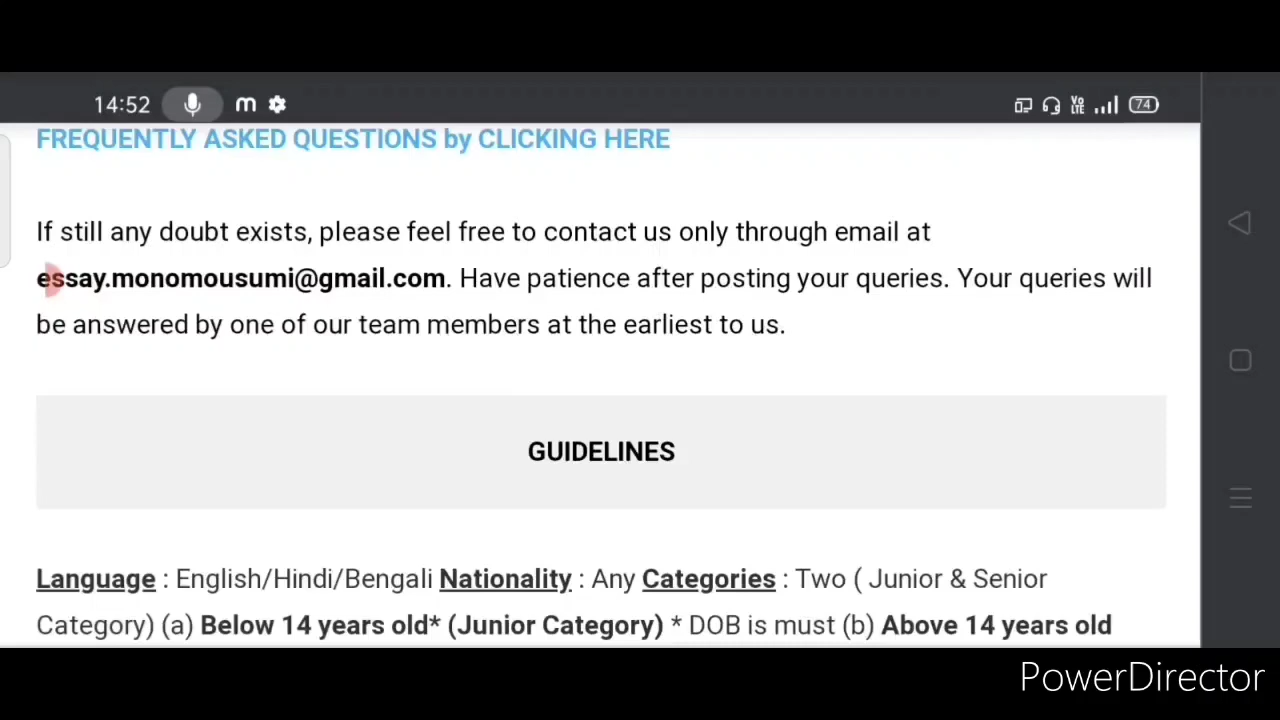 14:52 m Vo LTE 74
FREQUENTLY ASKED QUESTIONS by CLICKING HERE
If still any doubt exists, please feel free to contact us only through email at
essay.monomousumi@gmail.com. Have patience after posting your queries. Your queries will
be answered by one of our team members at the earliest to us.
GUIDELINES
Language : English/Hindi/Bengali Nationality : Any Categories : Two ( Junior & Senior
Category) (a) Below 14 years old* (Junior Category) * DOB is must (b) Above 14 years old
PowerDirector